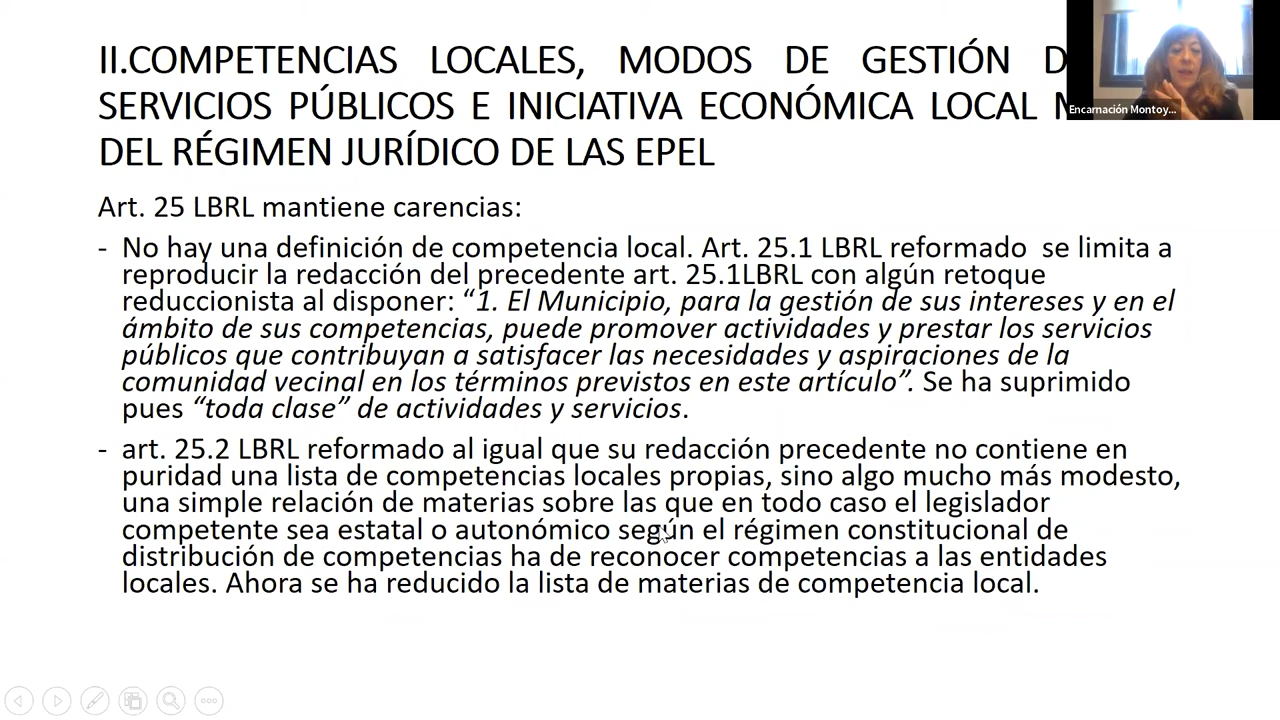 II.COMPETENCIAS LOCALES, MODOS DE GESTIÓN
SERVICIOS PÚBLICOS E INICIATIVA ECONÓMICA LOCAL
DEL RÉGIMEN JURÍDICO DE LAS EPEL
Encarnación Montoy...
Art. 25 LBRL mantiene carencias:
- No hay una definición de competencia local. Art. 25.1 LBRL reformado se limita a
reproducir la redacción del precedente art. 25.1LBRL con algún retoque
reduccionista al disponer: “1. El Municipio, para la gestión de sus intereses y en el
ámbito de sus competencias, puede promover actividades y prestar los servicios
públicos que contribuyan a satisfacer las necesidades y aspiraciones de la
comunidad vecinal en los términos previstos en este artículo”. Se ha suprimido
pues “toda clase” de actividades y servicios.
- art. 25.2 LBRL reformado al igual que su redacción precedente no contiene en
puridad una lista de competencias locales propias, sino algo mucho más modesto,
una simple relación de materias sobre las que en todo caso el legislador
competente sea estatal o autonómico según el régimen constitucional de
distribución de competencias ha de reconocer competencias a las entidades
locales. Ahora se ha reducido la lista de materias de competencia local.